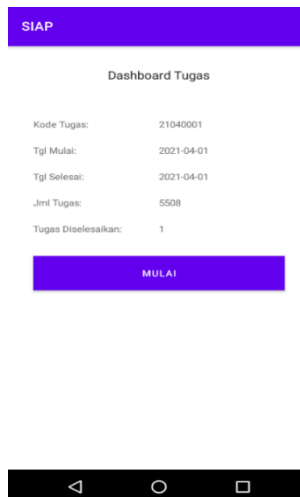 SIAP
Dashboard Tugas
Kode Tugas: 21040001
Tgl Mulai: 2021-04-01
Tgl Selesai: 2021-04-01
Jml Tugas: 5508
Tugas Diselesaikan: 1
MULAI